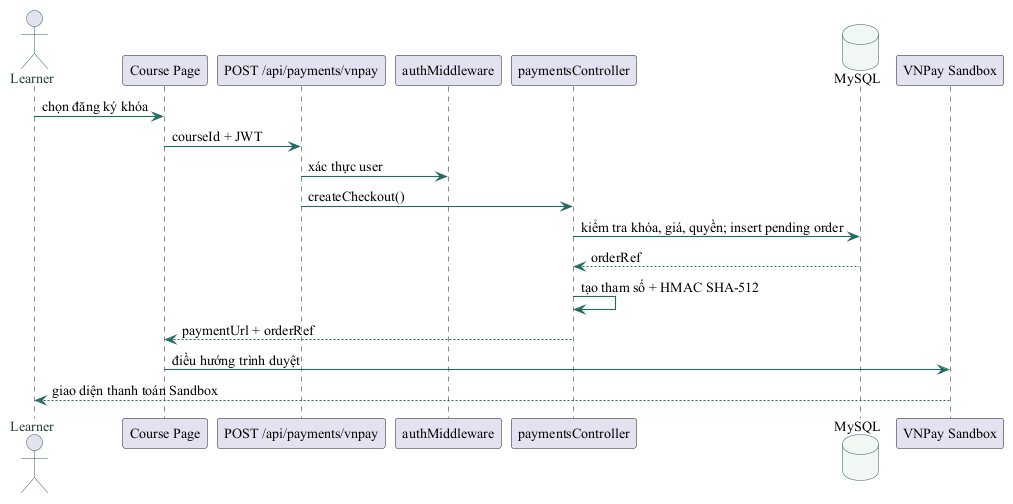 Learner
Course Page
POST /api/payments/vnpay
authMiddleware
paymentsController
MySQL
VNPay Sandbox
chọn đăng ký khóa
courseId + JWT
xác thực user
createCheckout()
kiểm tra khóa, giá, quyền; insert pending order
orderRef
tạo tham số + HMAC SHA-512
paymentUrl + orderRef
điều hướng trình duyệt
giao diện thanh toán Sandbox
Learner
Course Page
POST /api/payments/vnpay
authMiddleware
paymentsController
MySQL
VNPay Sandbox